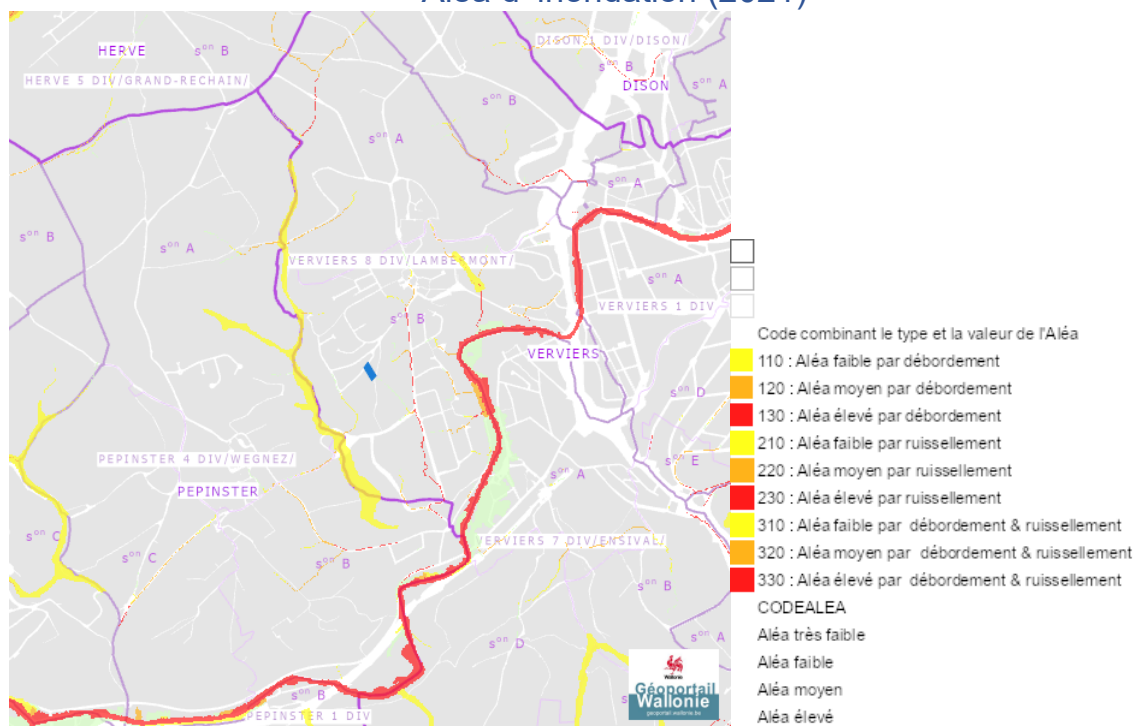 Aléa d' Inondation (2021)
HERVE
sᵒⁿ B
DISON 1 DIV/DISON/
HERVE 5 DIV/GRAND-RECHAIN/
sᵒⁿ B
DISON
sᵒⁿ A
sᵒⁿ B
sᵒⁿ A
sᵒⁿ A
sᵒⁿ B
sᵒⁿ A
VERVIERS 8 DIV/LAMBERMONT/
sᵒⁿ A
VERVIERS 1 DIV
sᵒⁿ B
VERVIERS
sᵒⁿ D
PEPINSTER 4 DIV/WEGNEZ/
sᵒⁿ E
sᵒⁿ A
PEPINSTER
sᵒⁿ C
VERVIERS 7 DIV/ENSIVAL/
sᵒⁿ C
sᵒⁿ B
sᵒⁿ B
sᵒⁿ D
sᵒⁿ A
sᵒⁿ B
PEPINSTER 1 DIV
Wallonie
Géoportail
Wallonie
geoportail.wallonie.be
Code combinant le type et la valeur de l'Aléa
110 : Aléa faible par débordement
120 : Aléa moyen par débordement
130 : Aléa élevé par débordement
210 : Aléa faible par ruissellement
220 : Aléa moyen par ruissellement
230 : Aléa élevé par ruissellement
310 : Aléa faible par débordement & ruissellement
320 : Aléa moyen par débordement & ruissellement
330 : Aléa élevé par débordement & ruissellement
CODEALEA
Aléa très faible
Aléa faible
Aléa moyen
Aléa élevé